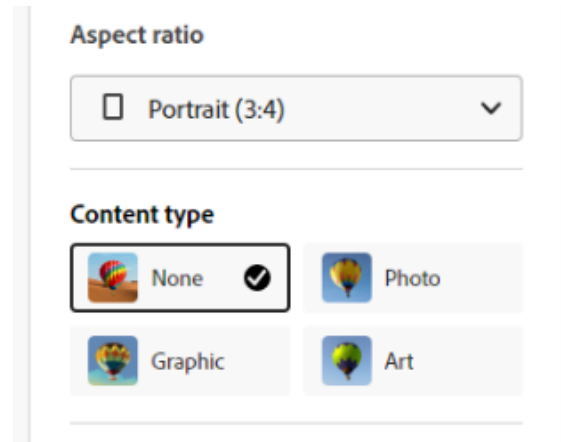 Aspect ratio
Portrait (3:4)
Content type
None
Photo
Graphic
Art